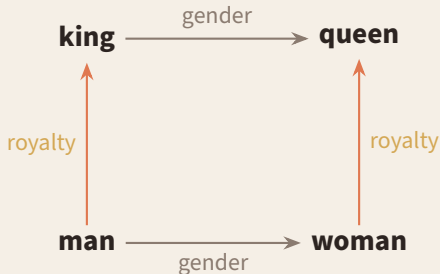 gender
king
queen
royalty
royalty
man
woman
gender